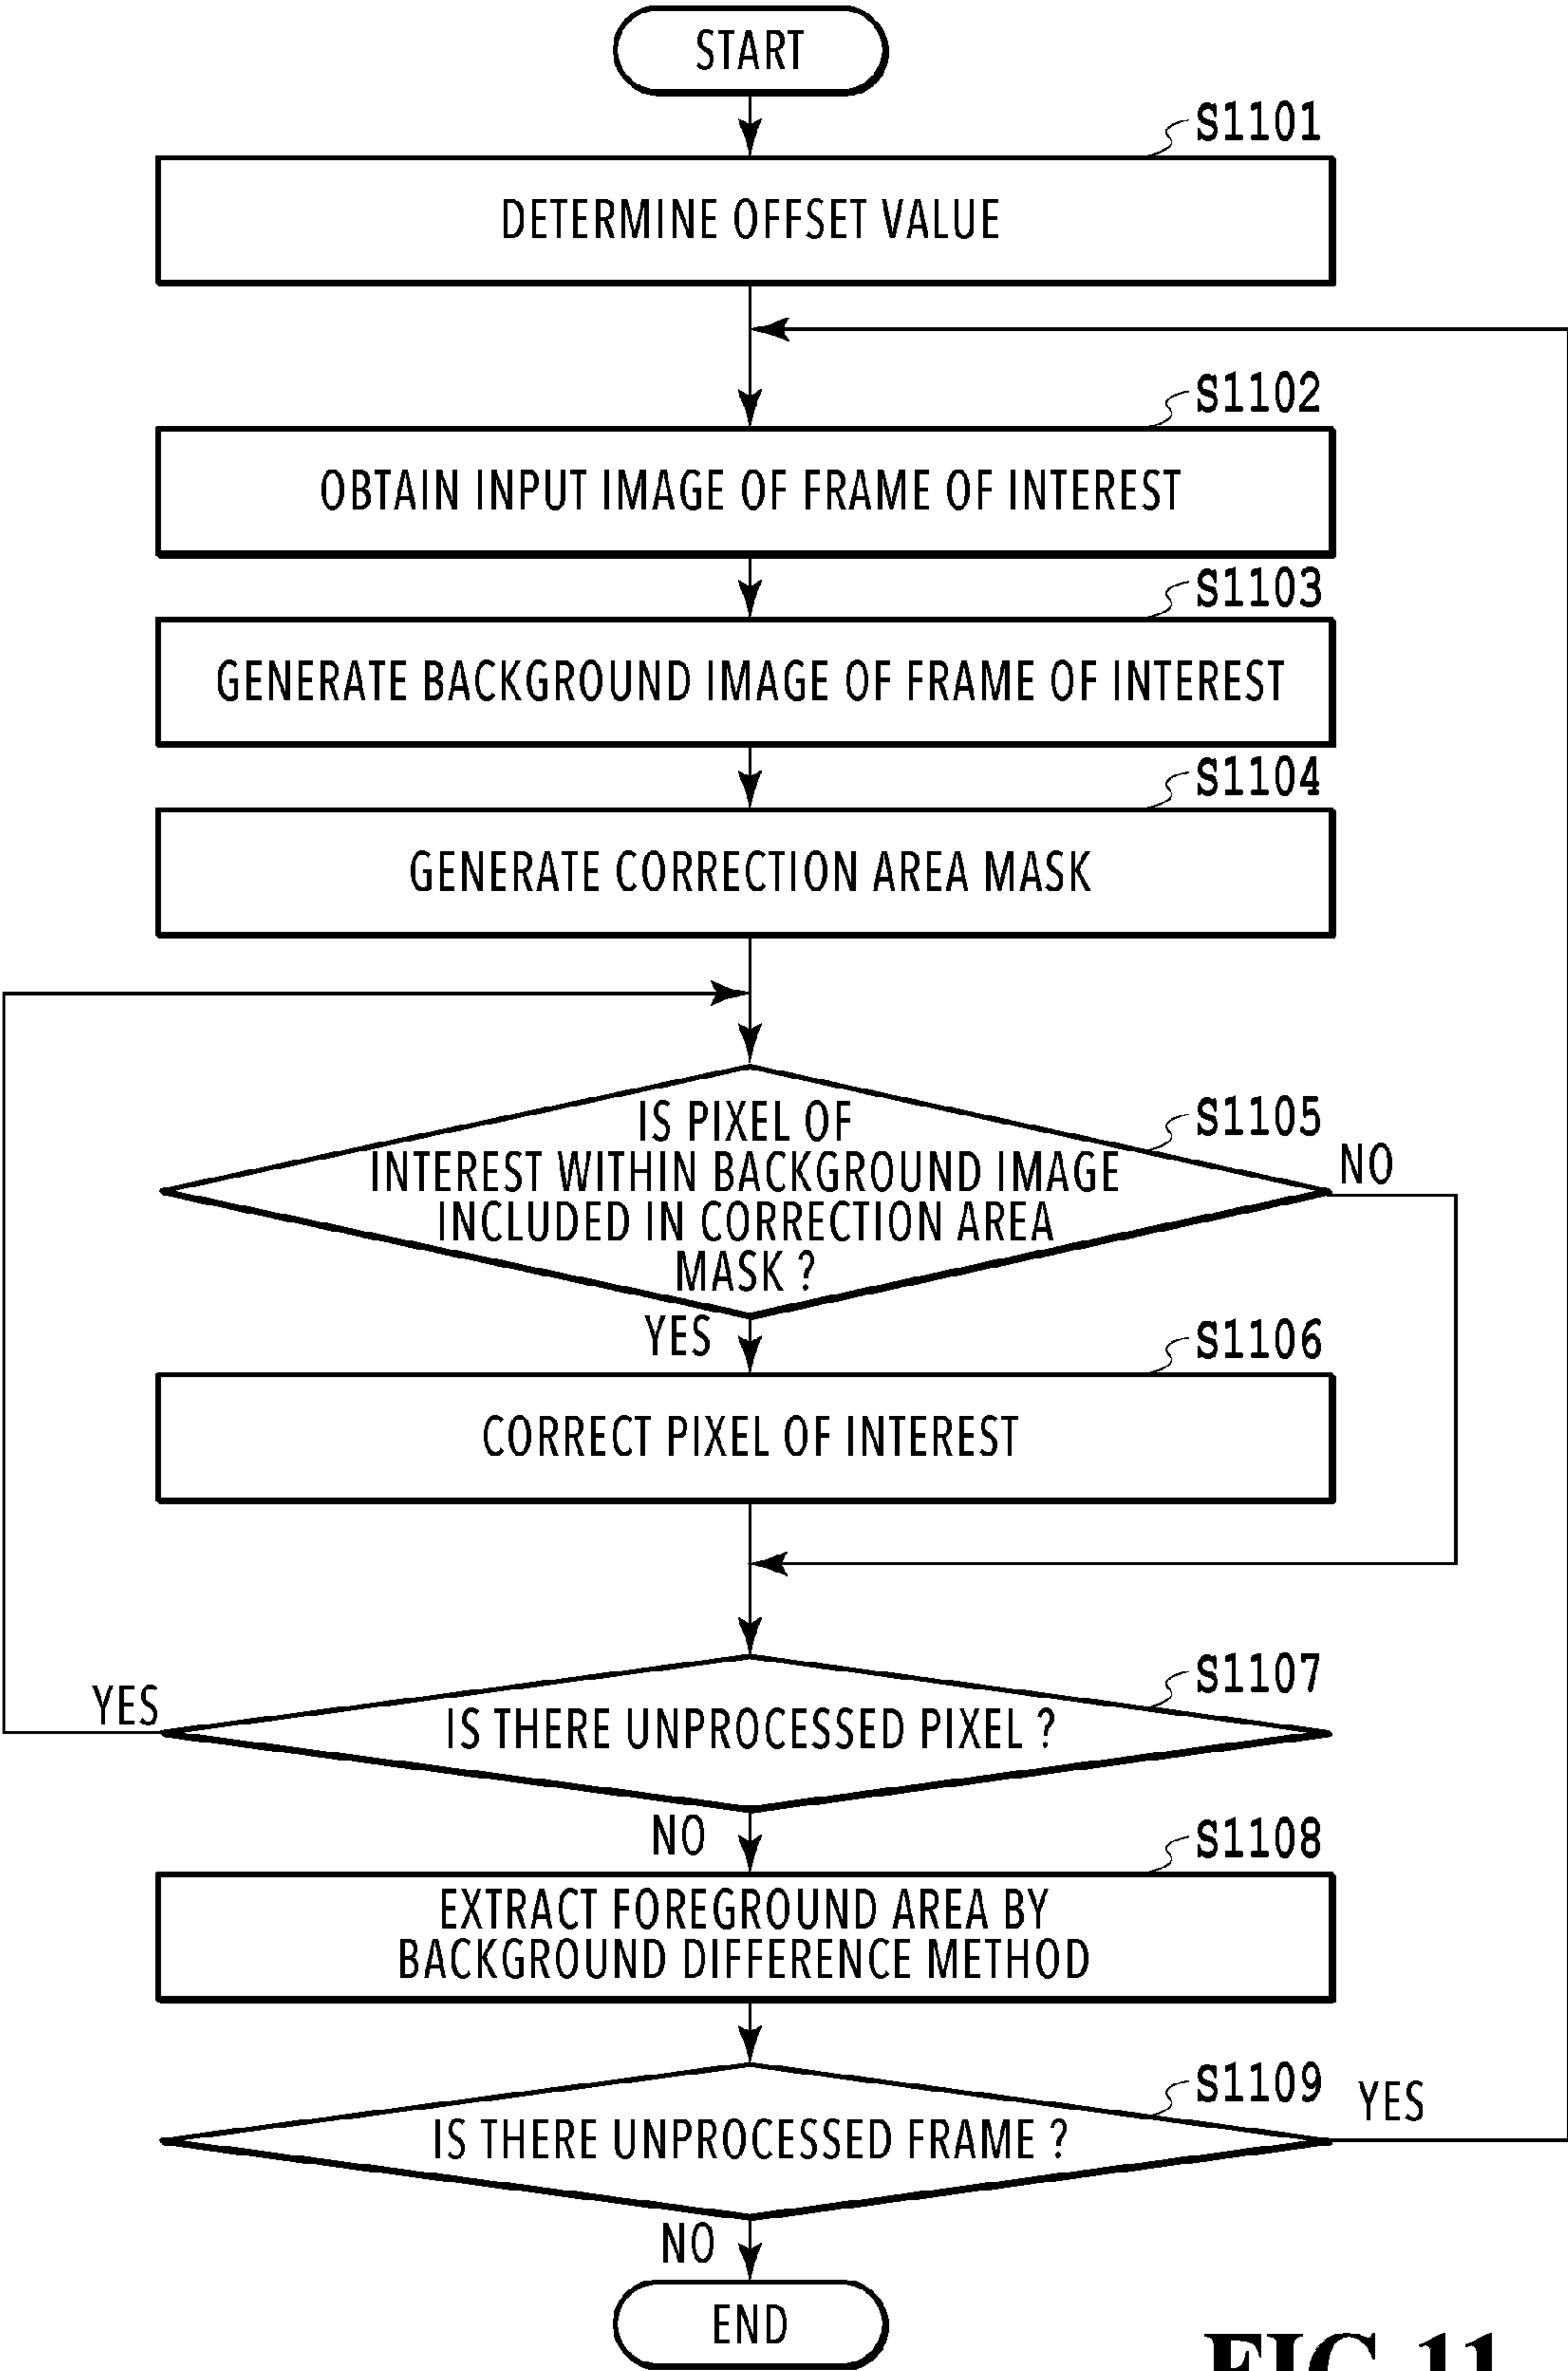 START
S1101
DETERMINE OFFSET VALUE
S1102
OBTAIN INPUT IMAGE OF FRAME OF INTEREST
S1103
GENERATE BACKGROUND IMAGE OF FRAME OF INTEREST
S1104
GENERATE CORRECTION AREA MASK
S1105
IS PIXEL OF
INTEREST WITHIN BACKGROUND IMAGE
INCLUDED IN CORRECTION AREA
MASK ?
NO
YES
S1106
CORRECT PIXEL OF INTEREST
S1107
YES
IS THERE UNPROCESSED PIXEL ?
NO
S1108
EXTRACT FOREGROUND AREA BY
BACKGROUND DIFFERENCE METHOD
S1109
YES
IS THERE UNPROCESSED FRAME ?
NO
END
FIG.11